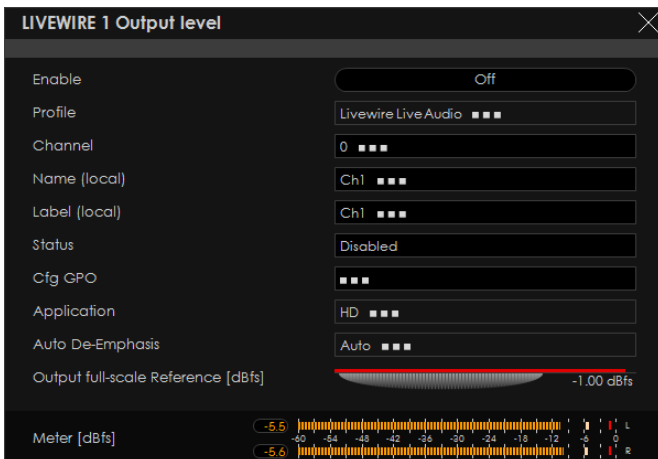 LIVEWIRE 1 Output level
Enable Off
Profile Livewire Live Audio
Channel 0
Name (local) Ch1
Label (local) Ch1
Status Disabled
Cfg GPO
Application HD
Auto De-Emphasis Auto
Output full-scale Reference [dBfs] -1.00 dBfs
-5.5 L
Meter [dBfs] -60 -54 -48 -42 -36 -30 -24 -18 -12 -6 0
-5.6 R